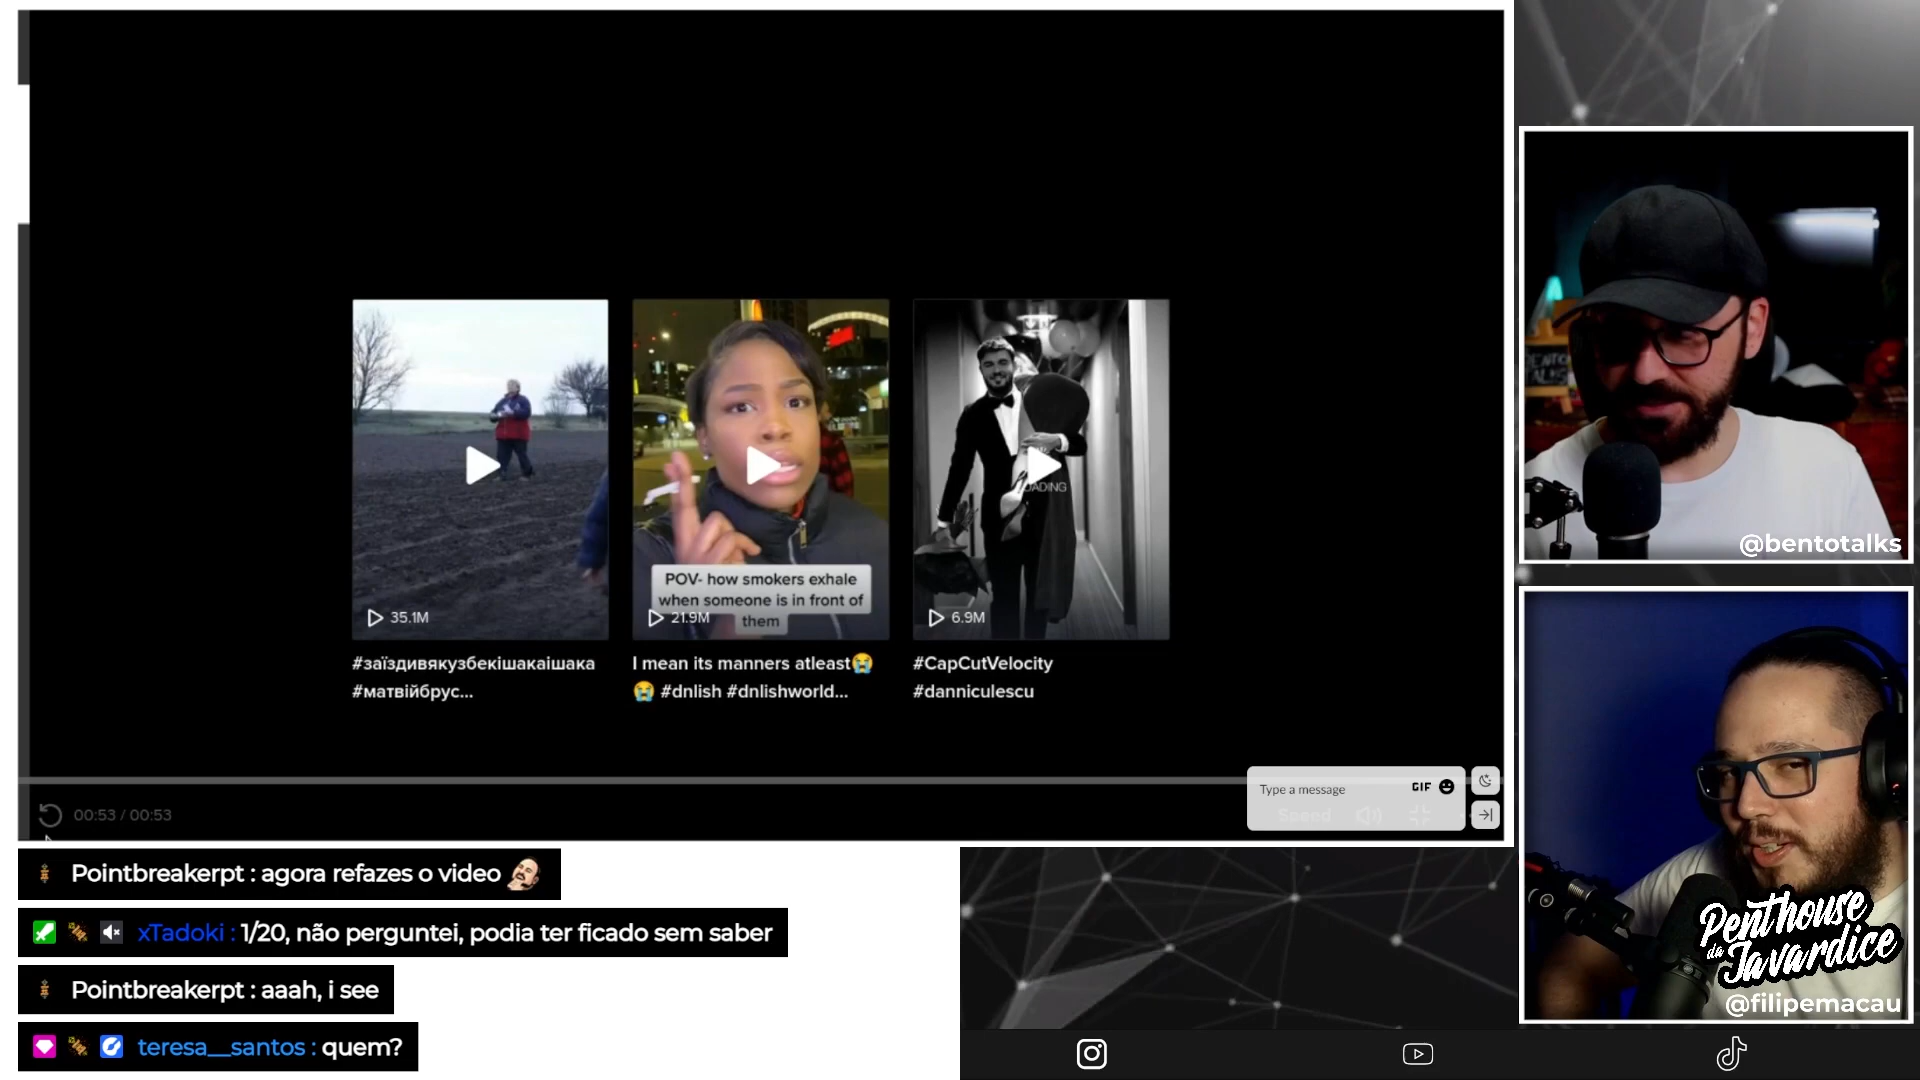 POV- how smokers exhale
when someone is in front of
them
LOADING
35.1M
21.9M
6.9M
#заїздивякузбекішакаішака
#матвійбрус...
I mean its manners atleast😭
😭 #dnlish #dnlishworld...
#CapCutVelocity
#danniculescu
00:53 / 00:53
Type a message
GIF
Speed
@bentotalks
Penthouse
da
Javardice
@filipemacau
Pointbreakerpt : agora refazes o video
xTadoki : 1/20, não perguntei, podia ter ficado sem saber
Pointbreakerpt : aaah, i see
teresa__santos : quem?